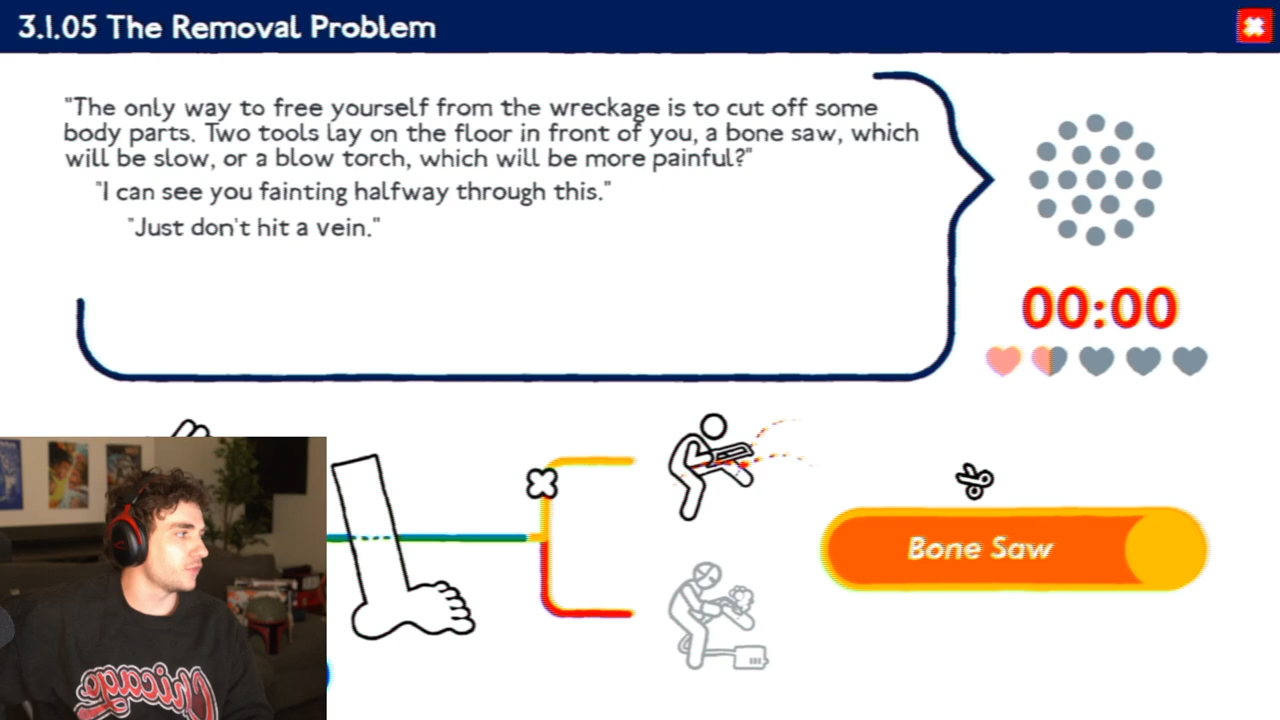 3.1.05 The Removal Problem
"The only way to free yourself from the wreckage is to cut off some
body parts. Two tools lay on the floor in front of you, a bone saw, which
will be slow, or a blow torch, which will be more painful?"
"I can see you fainting halfway through this."
"Just don't hit a vein."
00:00
Bone Saw
Chicago